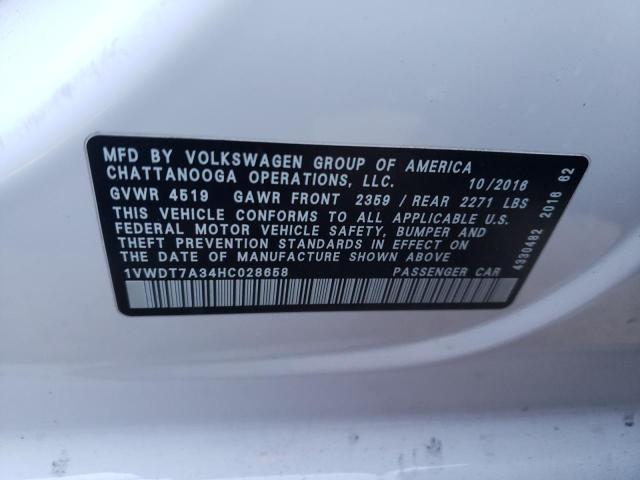 MFD BY VOLKSWAGEN GROUP OF AMERICA
CHATTANOOGA OPERATIONS, LLC. 10/2016
GVWR 4519 GAWR FRONT 2359 / REAR 2271 LBS
THIS VEHICLE CONFORMS TO ALL APPLICABLE U.S.
FEDERAL MOTOR VEHICLE SAFETY, BUMPER AND
THEFT PREVENTION STANDARDS IN EFFECT ON
THE DATE OF MANUFACTURE SHOWN ABOVE
1VWDT7A34HC028658 PASSENGER CAR
4330482 2016 62